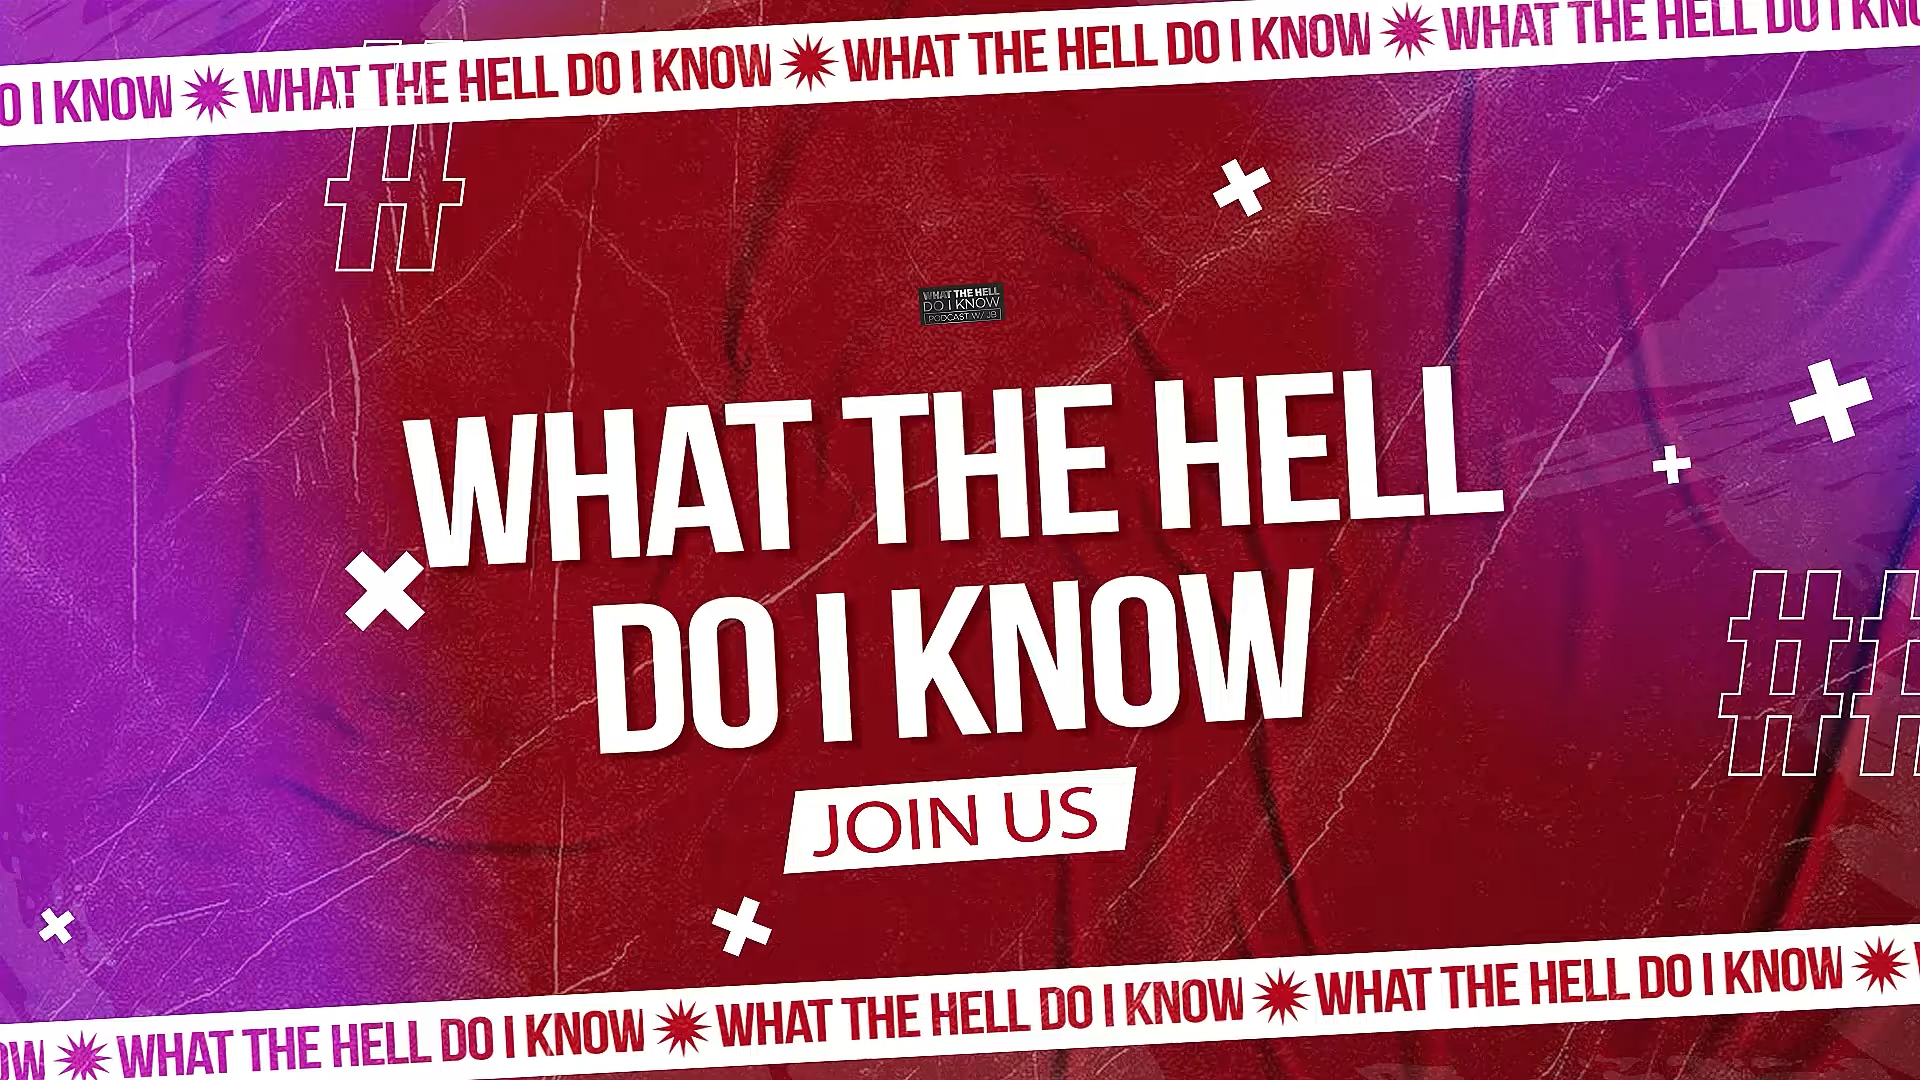 O I KNOW WHAT THE HELL DO I KNOW WHAT THE HELL DO I KNOW WHAT THE HELL DO I KNO
#
WHAT THE HELL
DO I KNOW
PODCAST W/ JB
WHAT THE HELL
DO I KNOW
##
JOIN US
OW WHAT THE HELL DO I KNOW WHAT THE HELL DO I KNOW WHAT THE HELL DO I KNOW